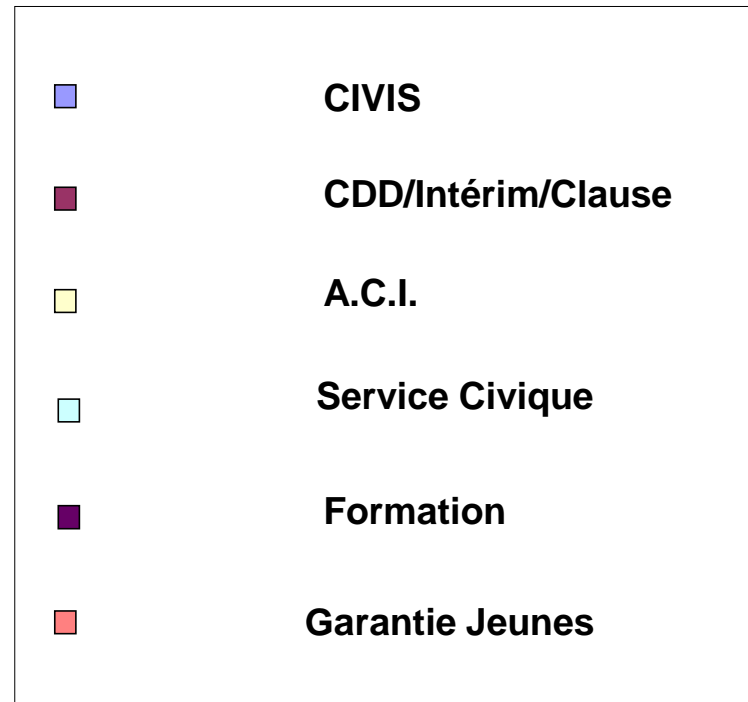 CIVIS
CDD/Intérim/Clause
A.C.I.
Service Civique
Formation
Garantie Jeunes